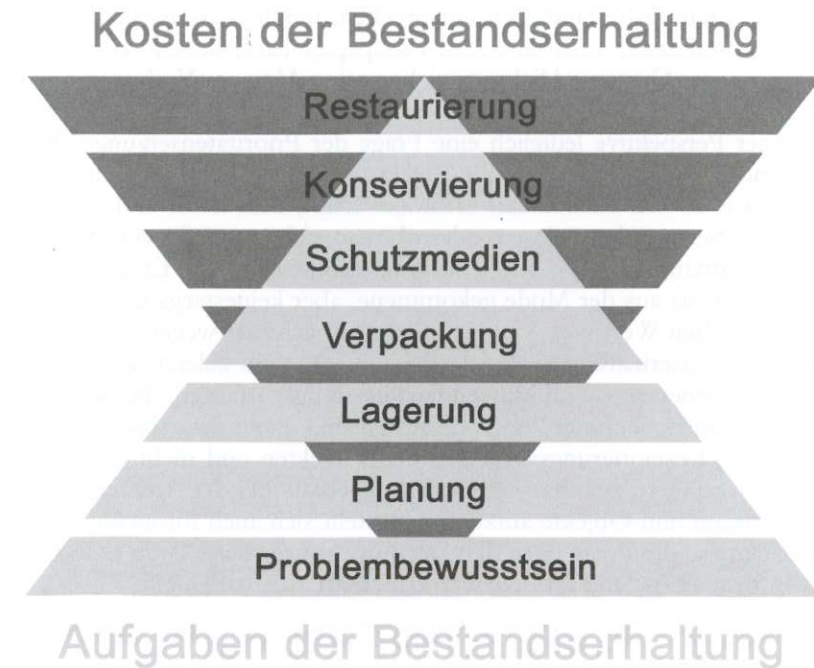 Kosten der Bestandserhaltung
Restaurierung
Konservierung
Schutzmedien
Verpackung
Lagerung
Planung
Problembewusstsein
Aufgaben der Bestandserhaltung